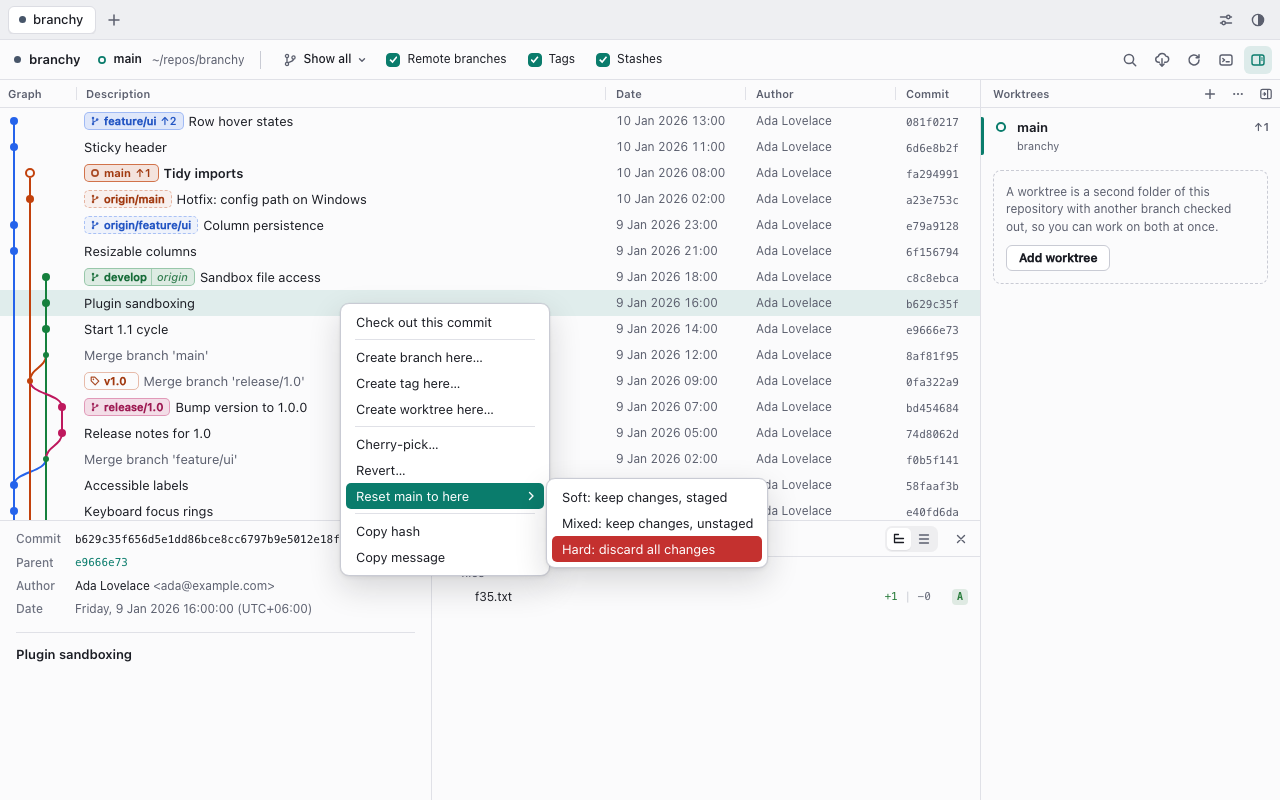 branchy
branchy main ~/repos/branchy Show all Remote branches Tags Stashes
Graph Description Date Author Commit Worktrees
feature/ui ↑2 Row hover states 10 Jan 2026 13:00 Ada Lovelace 081f0217
Sticky header 10 Jan 2026 11:00 Ada Lovelace 6d6e8b2f
main ↑1 Tidy imports 10 Jan 2026 08:00 Ada Lovelace fa294991
origin/main Hotfix: config path on Windows 10 Jan 2026 02:00 Ada Lovelace a23e753c
origin/feature/ui Column persistence 9 Jan 2026 23:00 Ada Lovelace e79a9128
Resizable columns 9 Jan 2026 21:00 Ada Lovelace 6f156794
develop origin Sandbox file access 9 Jan 2026 18:00 Ada Lovelace c8c8ebca
Plugin sandboxing 9 Jan 2026 16:00 Ada Lovelace b629c35f
Start 1.1 cycle 9 Jan 2026 14:00 Ada Lovelace e9666e73
Merge branch 'main' 9 Jan 2026 12:00 Ada Lovelace 8af81f95
v1.0 Merge branch 'release/1.0' 9 Jan 2026 09:00 Ada Lovelace 0fa322a9
release/1.0 Bump version to 1.0.0 9 Jan 2026 07:00 Ada Lovelace bd454684
Release notes for 1.0 9 Jan 2026 05:00 Ada Lovelace 74d8062d
Merge branch 'feature/ui' 9 Jan 2026 02:00 Ada Lovelace f0b5f141
Accessible labels 58faaf3b
Keyboard focus rings e40fd6da
main ↑1
branchy
A worktree is a second folder of this
repository with another branch checked
out, so you can work on both at once.
Add worktree
Check out this commit
Create branch here...
Create tag here...
Create worktree here...
Cherry-pick...
Revert...
Reset main to here
Copy hash
Copy message
Soft: keep changes, staged
Mixed: keep changes, unstaged
Hard: discard all changes
Commit b629c35f656d5e1dd86bce8cc6797b9e5012e18f
Parent e9666e73
Author Ada Lovelace <ada@example.com>
Date Friday, 9 Jan 2026 16:00:00 (UTC+06:00)
Plugin sandboxing
f35.txt +1 | −0 A